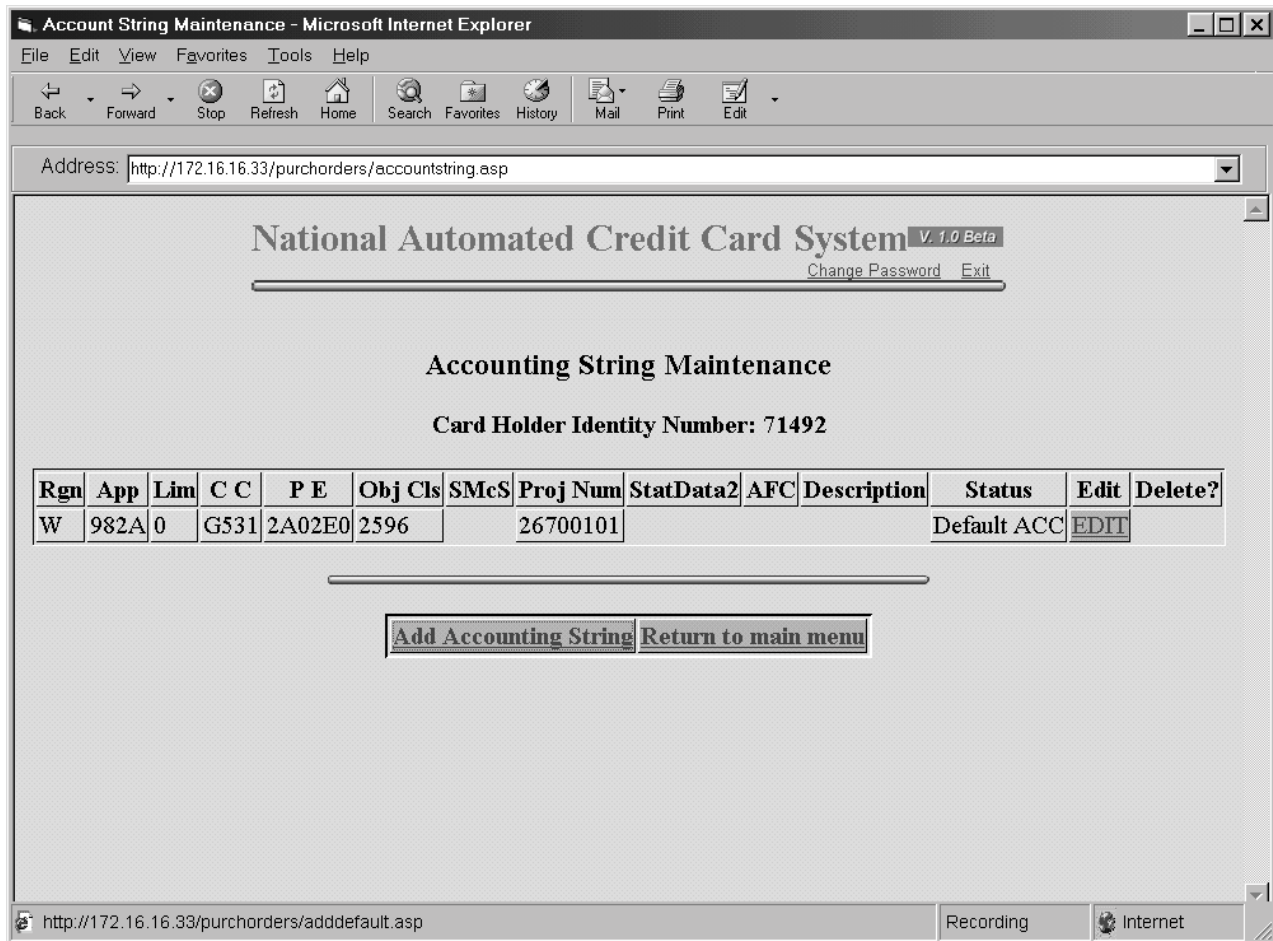 Account String Maintenance - Microsoft Internet Explorer
File Edit View Favorites Tools Help
Back Forward Stop Refresh Home Search Favorites History Mail Print Edit
Address: http://172.16.16.33/purchorders/accountstring.asp
National Automated Credit Card System V. 1.0 Beta
Change Password Exit
Accounting String Maintenance
Card Holder Identity Number: 71492
Rgn App Lim C C P E Obj Cls SMcS Proj Num StatData2 AFC Description Status Edit Delete?
W 982A 0 G531 2A02E0 2596 26700101 Default ACC EDIT
Add Accounting String Return to main menu
http://172.16.16.33/purchorders/adddefault.asp Recording Internet